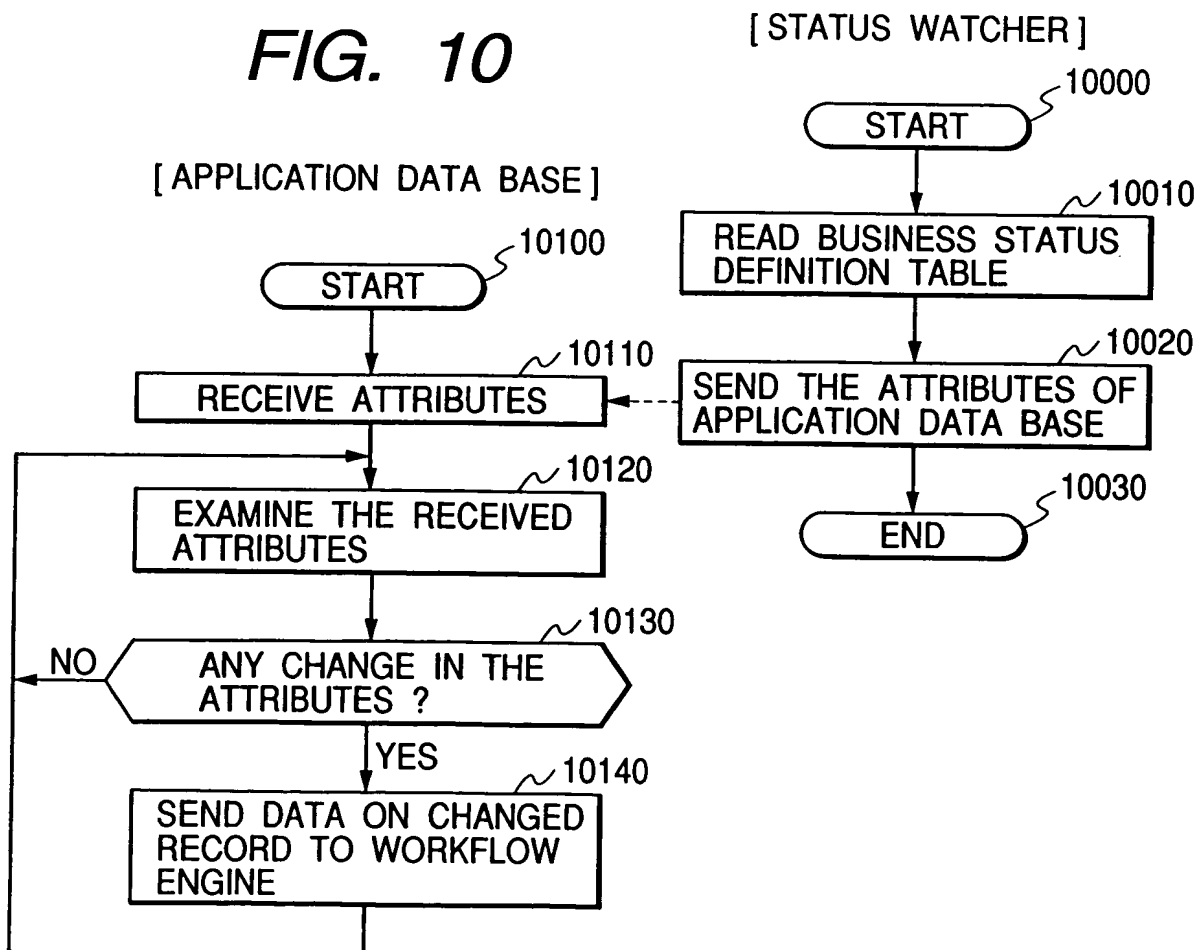 FIG. 10
[APPLICATION DATA BASE]
10100
START
10110
RECEIVE ATTRIBUTES
10120
EXAMINE THE RECEIVED
ATTRIBUTES
10130
ANY CHANGE IN THE
ATTRIBUTES ?
NO
YES
10140
SEND DATA ON CHANGED
RECORD TO WORKFLOW
ENGINE
[STATUS WATCHER]
10000
START
10010
READ BUSINESS STATUS
DEFINITION TABLE
10020
SEND THE ATTRIBUTES OF
APPLICATION DATA BASE
10030
END